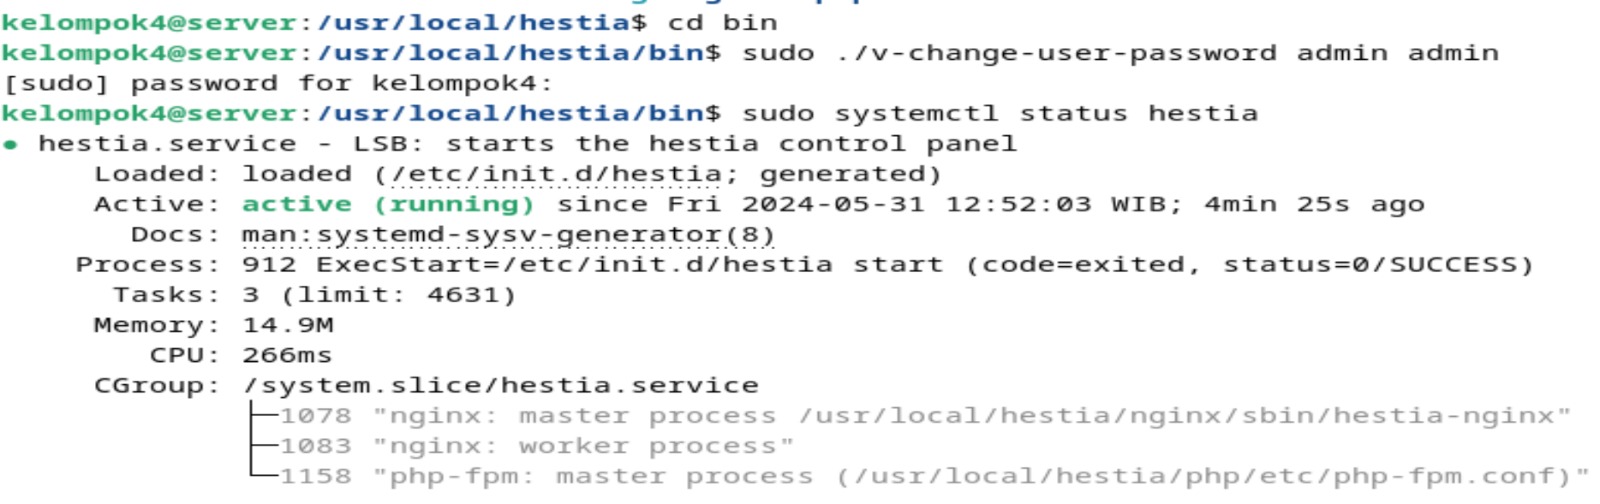 kelompok4@server:/usr/local/hestia$ cd bin
kelompok4@server:/usr/local/hestia/bin$ sudo ./v-change-user-password admin admin
[sudo] password for kelompok4:
kelompok4@server:/usr/local/hestia/bin$ sudo systemctl status hestia
● hestia.service - LSB: starts the hestia control panel
Loaded: loaded (/etc/init.d/hestia; generated)
Active: active (running) since Fri 2024-05-31 12:52:03 WIB; 4min 25s ago
Docs: man:systemd-sysv-generator(8)
Process: 912 ExecStart=/etc/init.d/hestia start (code=exited, status=0/SUCCESS)
Tasks: 3 (limit: 4631)
Memory: 14.9M
CPU: 266ms
CGroup: /system.slice/hestia.service
├─1078 "nginx: master process /usr/local/hestia/nginx/sbin/hestia-nginx"
├─1083 "nginx: worker process"
└─1158 "php-fpm: master process (/usr/local/hestia/php/etc/php-fpm.conf)"